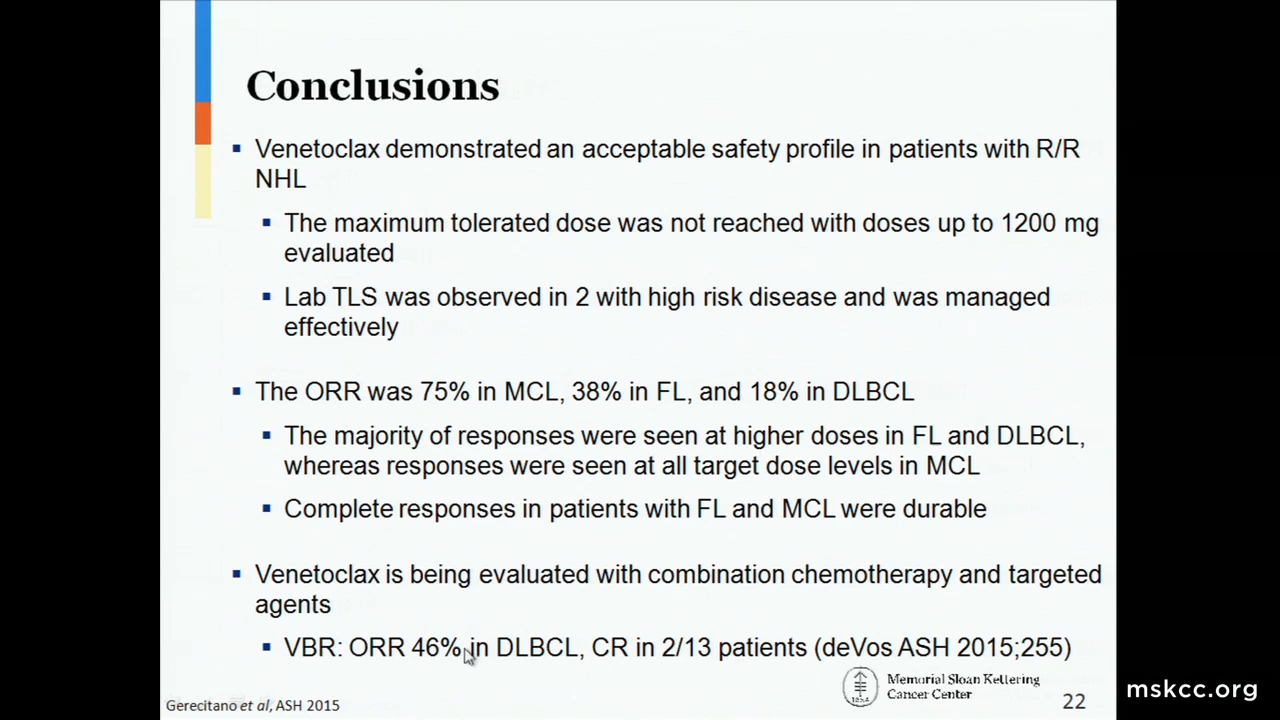 Conclusions
Venetoclax demonstrated an acceptable safety profile in patients with R/R
NHL
The maximum tolerated dose was not reached with doses up to 1200 mg
evaluated
Lab TLS was observed in 2 with high risk disease and was managed
effectively
The ORR was 75% in MCL, 38% in FL, and 18% in DLBCL
The majority of responses were seen at higher doses in FL and DLBCL,
whereas responses were seen at all target dose levels in MCL
Complete responses in patients with FL and MCL were durable
Venetoclax is being evaluated with combination chemotherapy and targeted
agents
VBR: ORR 46% in DLBCL, CR in 2/13 patients (deVos ASH 2015;255)
Gerecitano et al, ASH 2015
Memorial Sloan Kettering
Cancer Center
22
mskcc.org